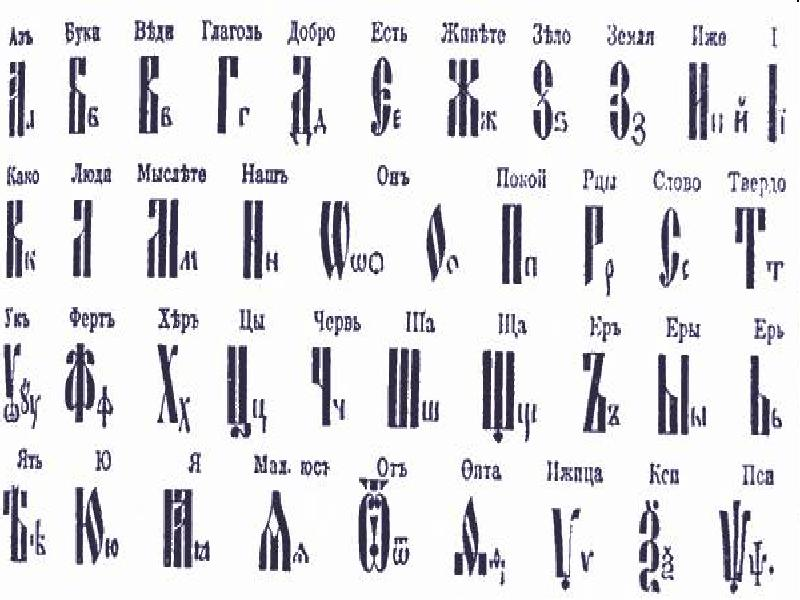 Азъ Буки Вѣди Глаголь Добро Есть Живѣте Зѣло Земля Иже I
А а Б б В в Г г Д д Є є Ж ж Ѕ ѕ З з И и й І ї
Како Люди Мыслѣте Нашъ Онъ Покой Рцы Слово Твердо
К к Л М м Н н Ѡ ѡ о О о П п Р р С с Т т
Укъ Фертъ Хѣръ Цы Червь Ша Ща Еръ Еры Ерь
Ф ф Х х Ц ц Ч ч Ш ш Щ щ Ъ ъ Ы ы Ь ь
Ять Ю Я Мал. юсъ Отъ Ѳита Ижица Кси Пси
Ѣ ѣ Ю ю Ꙗ ꙗ Ѧ ѧ Ѿ ѿ Ѵ ѵ Ѯ ѯ Ѱ ѱ.